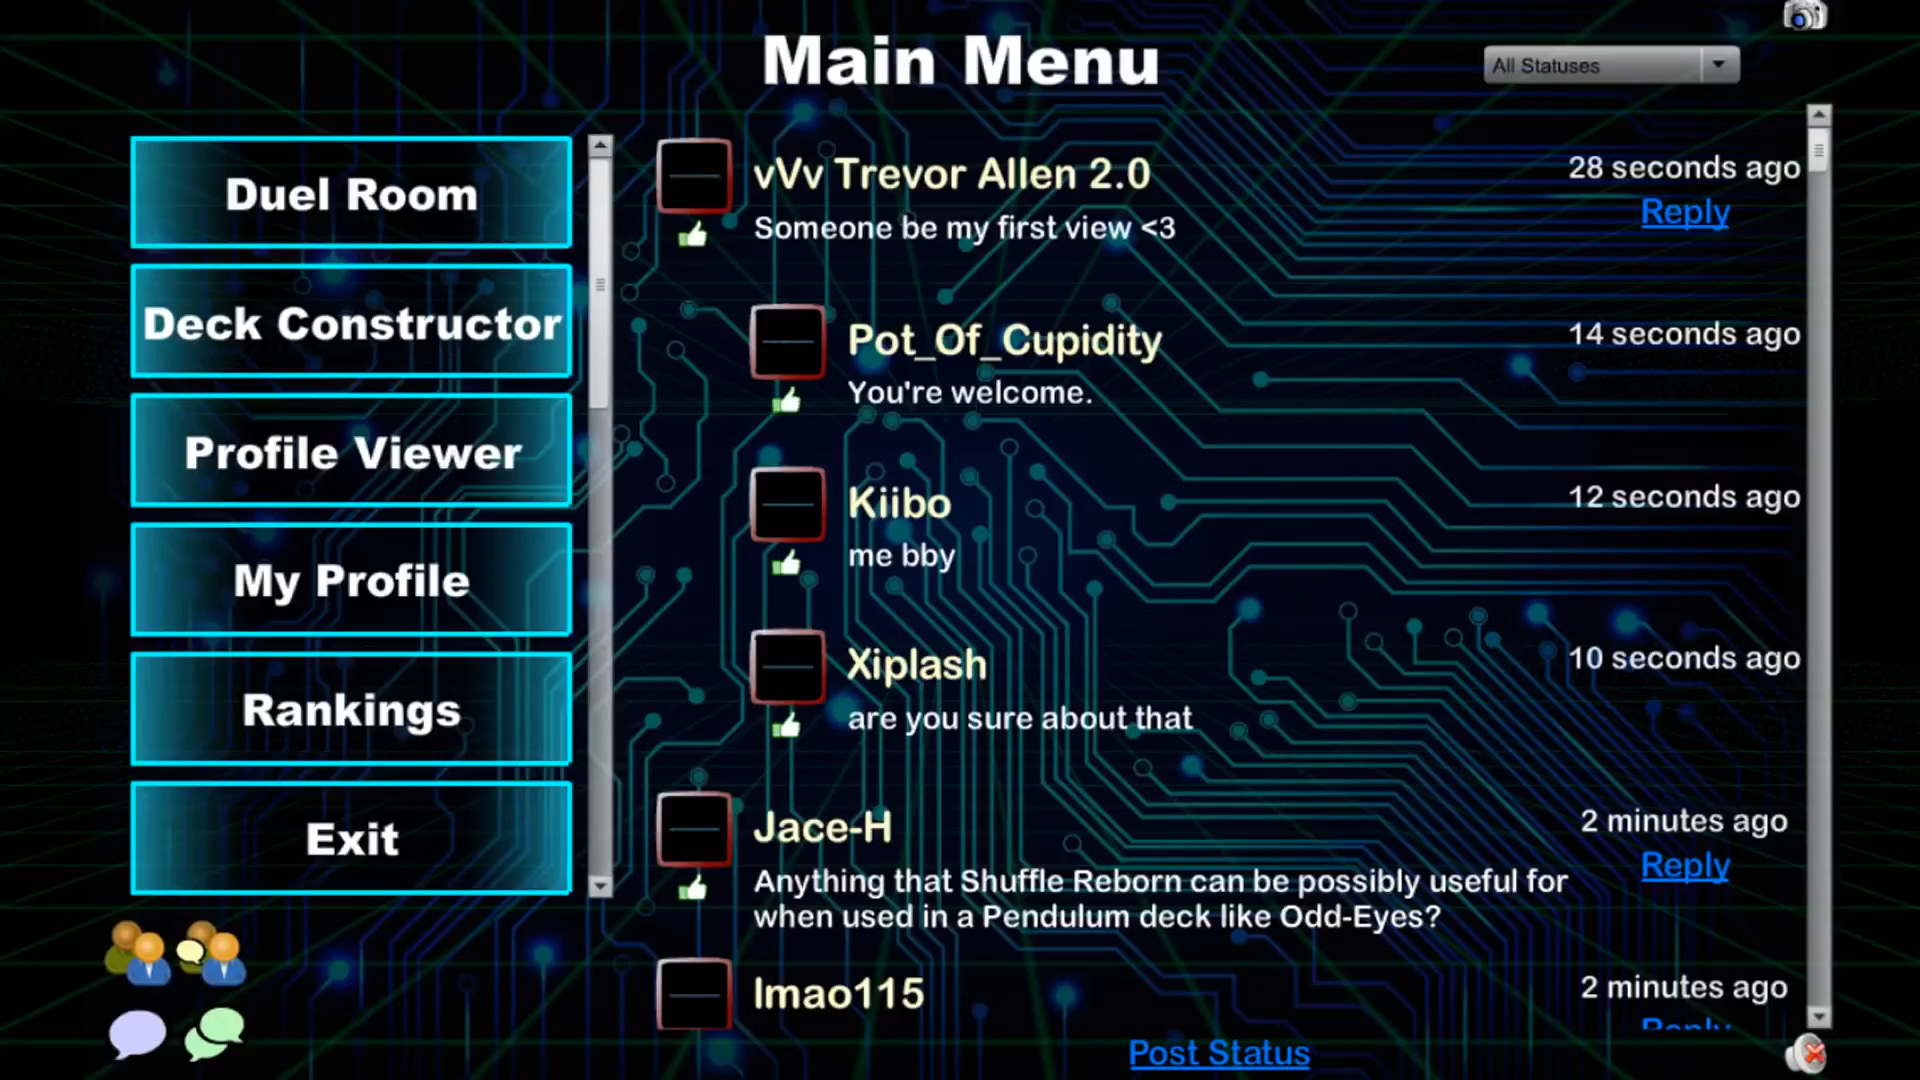 Main Menu
All Statuses
Duel Room
Deck Constructor
Profile Viewer
My Profile
Rankings
Exit
vVv Trevor Allen 2.0
28 seconds ago
Someone be my first view <3
Reply
Pot_Of_Cupidity
14 seconds ago
You're welcome.
Kiibo
12 seconds ago
me bby
Xiplash
10 seconds ago
are you sure about that
Jace-H
2 minutes ago
Reply
Anything that Shuffle Reborn can be possibly useful for
when used in a Pendulum deck like Odd-Eyes?
lmao115
2 minutes ago
Reply
Post Status